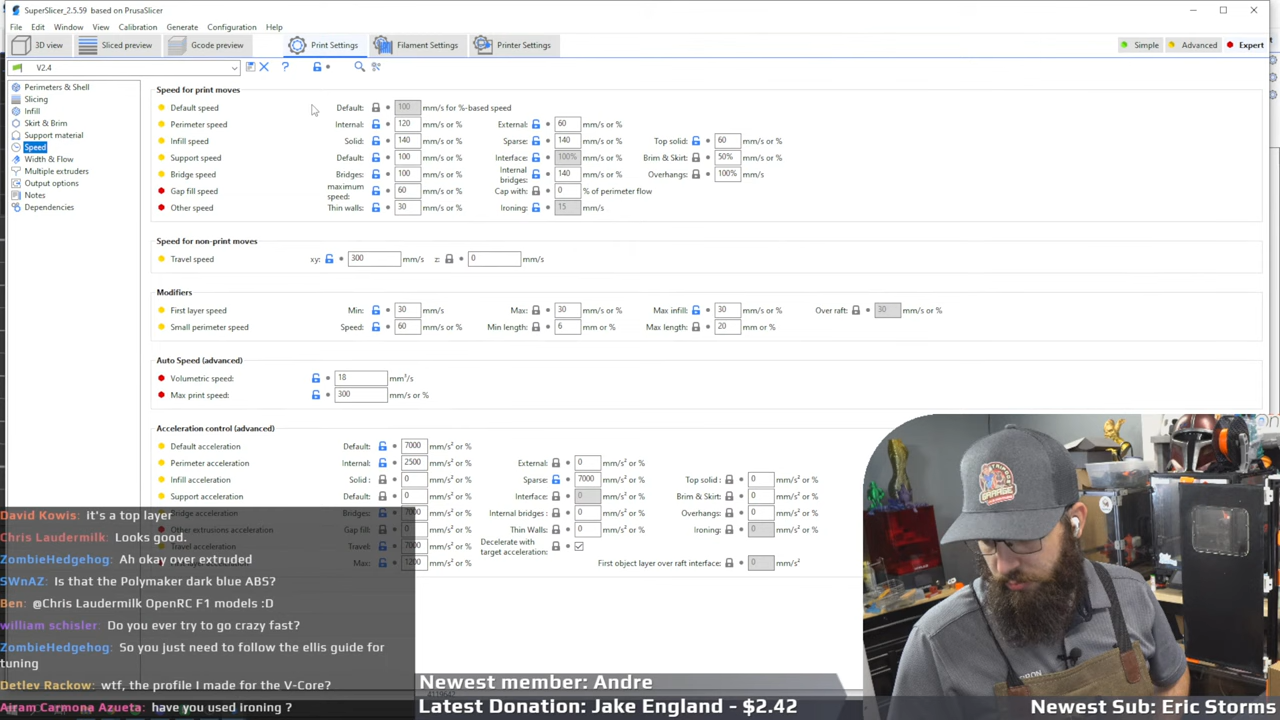 SuperSlicer_2.5.59 based on PrusaSlicer
File Edit Window View Calibration Generate Configuration Help
3D view Sliced preview Gcode preview Print Settings Filament Settings Printer Settings Simple Advanced Expert
V2.4
Perimeters & Shell
Slicing
Infill
Skirt & Brim
Support material
Speed
Width & Flow
Multiple extruders
Output options
Notes
Dependencies
Speed for print moves
Default speed Default: 100 mm/s for %-based speed
Perimeter speed Internal: 120 mm/s or % External: 60 mm/s or %
Infill speed Solid: 140 mm/s or % Sparse: 140 mm/s or % Top solid: 60 mm/s or %
Support speed Default: 100 mm/s or % Interface: 100% mm/s or % Brim & Skirt: 50% mm/s or %
Bridge speed Bridges: 100 mm/s or % Internal bridges: 140 mm/s or % Overhangs: 100% mm/s
Gap fill speed maximum speed: 60 mm/s or % Cap with: 0 % of perimeter flow
Other speed Thin walls: 30 mm/s or % Ironing: 15 mm/s
Speed for non-print moves
Travel speed xy: 300 mm/s z: 0 mm/s
Modifiers
First layer speed Min: 30 mm/s Max: 30 mm/s or % Max infill: 30 mm/s or % Over raft: 30 mm/s or %
Small perimeter speed Speed: 60 mm/s or % Min length: 6 mm or % Max length: 20 mm or %
Auto Speed (advanced)
Volumetric speed: 18 mm³/s
Max print speed: 300 mm/s or %
Acceleration control (advanced)
Default acceleration Default: 7000 mm/s² or %
Perimeter acceleration Internal: 2500 mm/s² or % External: 0 mm/s² or %
Infill acceleration Solid : 0 mm/s² or % Sparse: 7000 mm/s² or % Top solid : 0 mm/s² or %
Support acceleration Default: 0 mm/s² or % Interface: 0 mm/s² or % Brim & Skirt: 0 mm/s² or %
Bridge acceleration Bridges: 7000 mm/s² or % Internal bridges : 0 mm/s² or % Overhangs: 0 mm/s² or %
Other extrusions acceleration Gap fill: 0 mm/s² or % Thin Walls: 0 mm/s² or % Ironing: 0 mm/s² or %
Travel acceleration Travel: 7000 mm/s² or % Decelerate with target acceleration:
Max: 1200 mm/s² or % First object layer over raft interface: 0 mm/s²
David Kowis: it's a top layer
Chris Laudermilk: Looks good.
ZombieHedgehog: Ah okay over extruded
SWnAZ: Is that the Polymaker dark blue ABS?
Ben: @Chris Laudermilk OpenRC F1 models :D
william schisler: Do you ever try to go crazy fast?
ZombieHedgehog: So you just need to follow the ellis guide for
tuning
Detlev Rackow: wtf, the profile I made for the V-Core?
Airam Carmona Azueta: have you used ironing ?
Newest member: Andre
Latest Donation: Jake England - $2.42
Newest Sub: Eric Storms